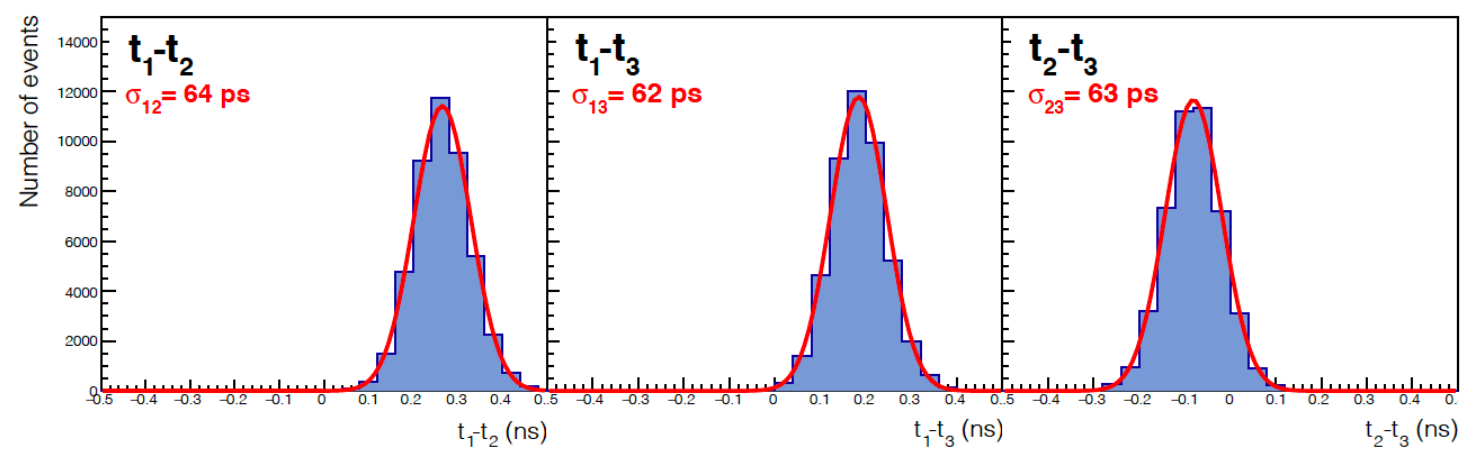 Number of events
14000
12000
10000
8000
6000
4000
2000
0
t1-t2
σ12= 64 ps
−0.5 −0.4 −0.3 −0.2 −0.1 0 0.1 0.2 0.3 0.4 0.5
t1-t2 (ns)
t1-t3
σ13= 62 ps
−0.4 −0.3 −0.2 −0.1 0 0.1 0.2 0.3 0.4 0.5
t1-t3 (ns)
t2-t3
σ23= 63 ps
−0.4 −0.3 −0.2 −0.1 0 0.1 0.2 0.3 0.4 0.
t2-t3 (ns)